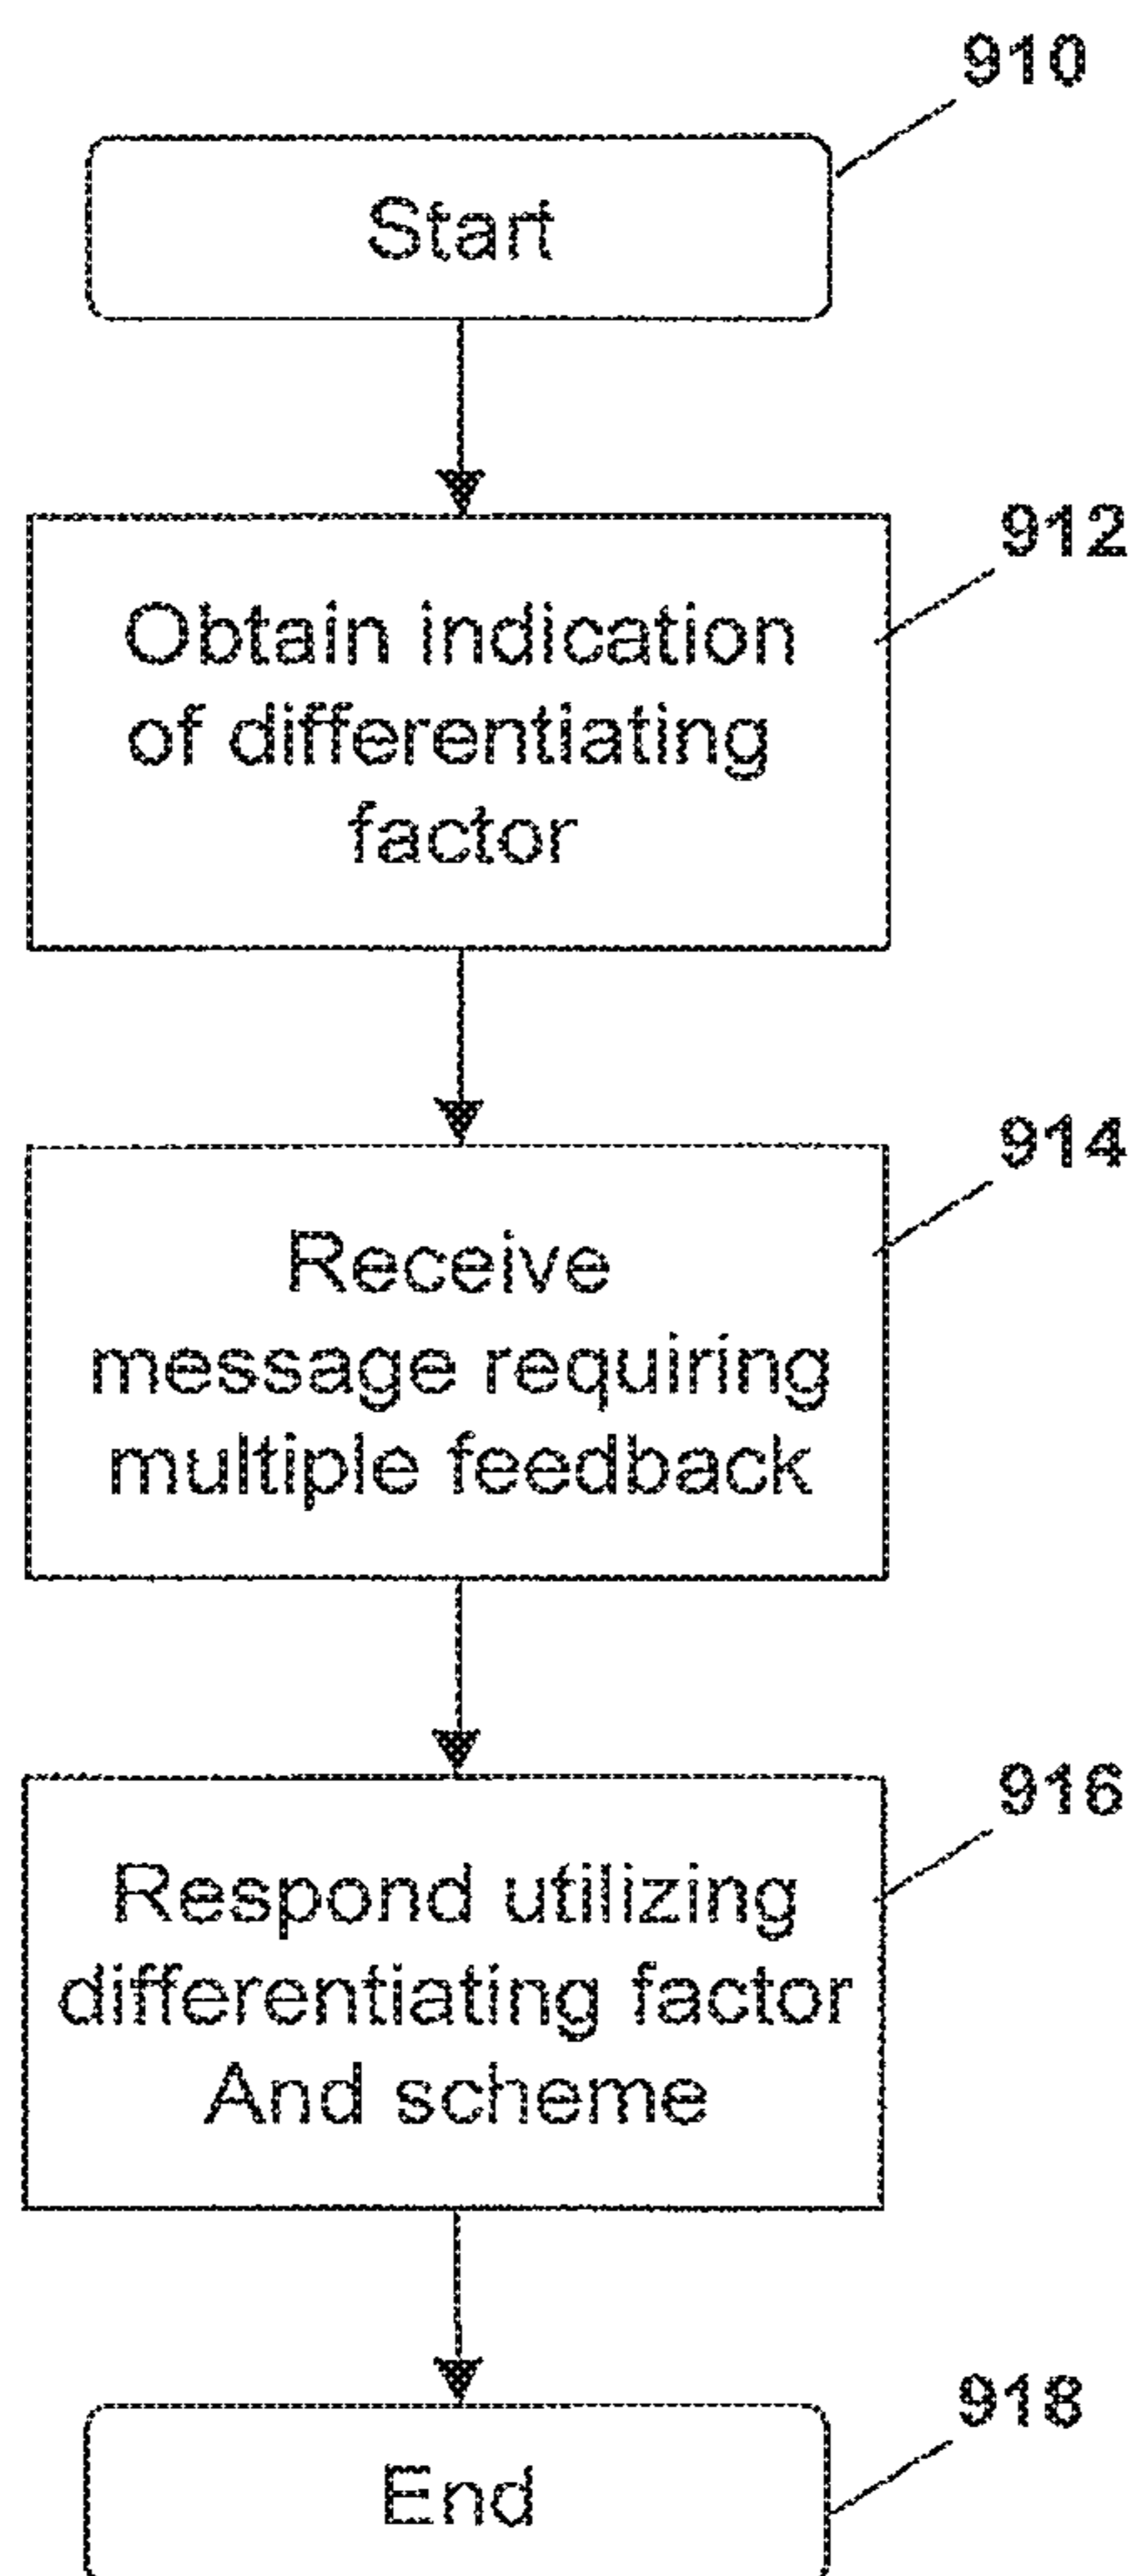 910
Start
912
Obtain indication
of differentiating
factor
914
Receive
message requiring
multiple feedback
916
Respond utilizing
differentiating factor
And scheme
918
End